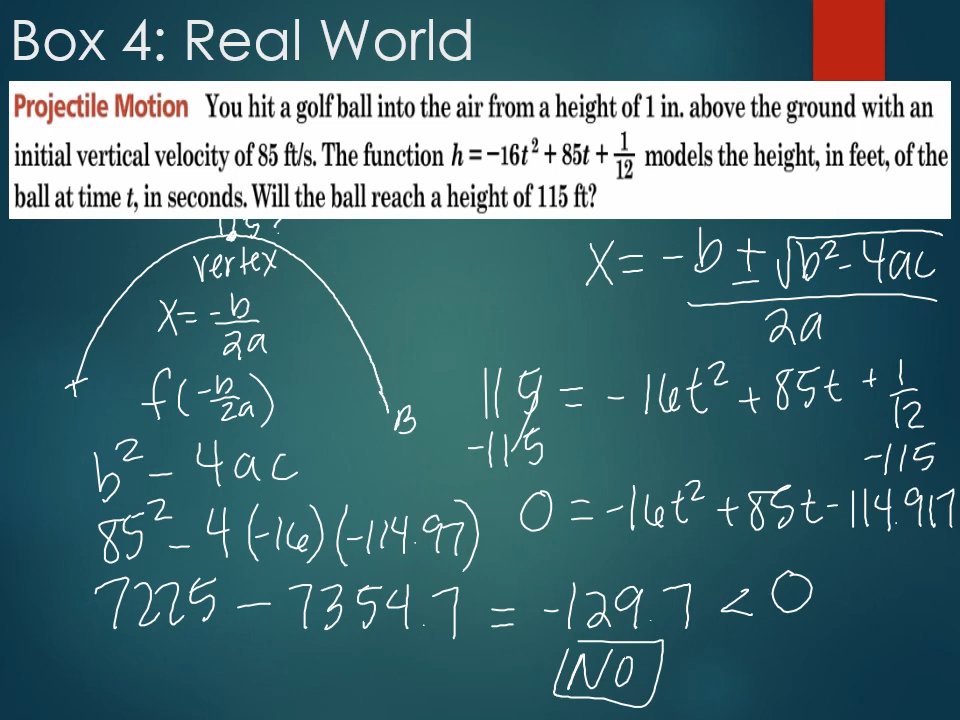 Box 4: Real World
Projectile Motion You hit a golf ball into the air from a height of 1 in. above the ground with an
initial vertical velocity of 85 ft/s. The function h = −16t² + 85t + 1/12 models the height, in feet, of the
ball at time t, in seconds. Will the ball reach a height of 115 ft?
115?
vertex
x = -b/2a
f(-b/2a)
B
b² - 4ac
85² - 4(-16)(-114.97)
7225 - 7354.7 = -129.7 < 0
NO
x = -b ± √b² - 4ac
2a
115 = -16t² + 85t + 1/12
-115 -115
0 = -16t² + 85t - 114.917